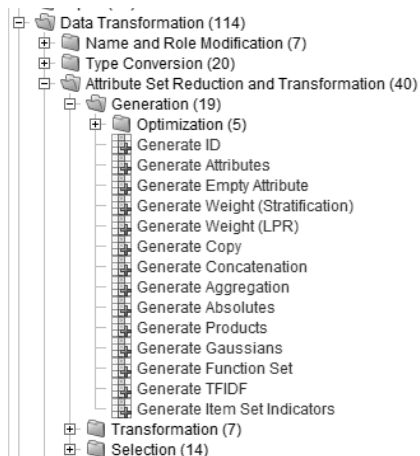 Data Transformation (114)
Name and Role Modification (7)
Type Conversion (20)
Attribute Set Reduction and Transformation (40)
Generation (19)
Optimization (5)
Generate ID
Generate Attributes
Generate Empty Attribute
Generate Weight (Stratification)
Generate Weight (LPR)
Generate Copy
Generate Concatenation
Generate Aggregation
Generate Absolutes
Generate Products
Generate Gaussians
Generate Function Set
Generate TFIDF
Generate Item Set Indicators
Transformation (7)
Selection (14)